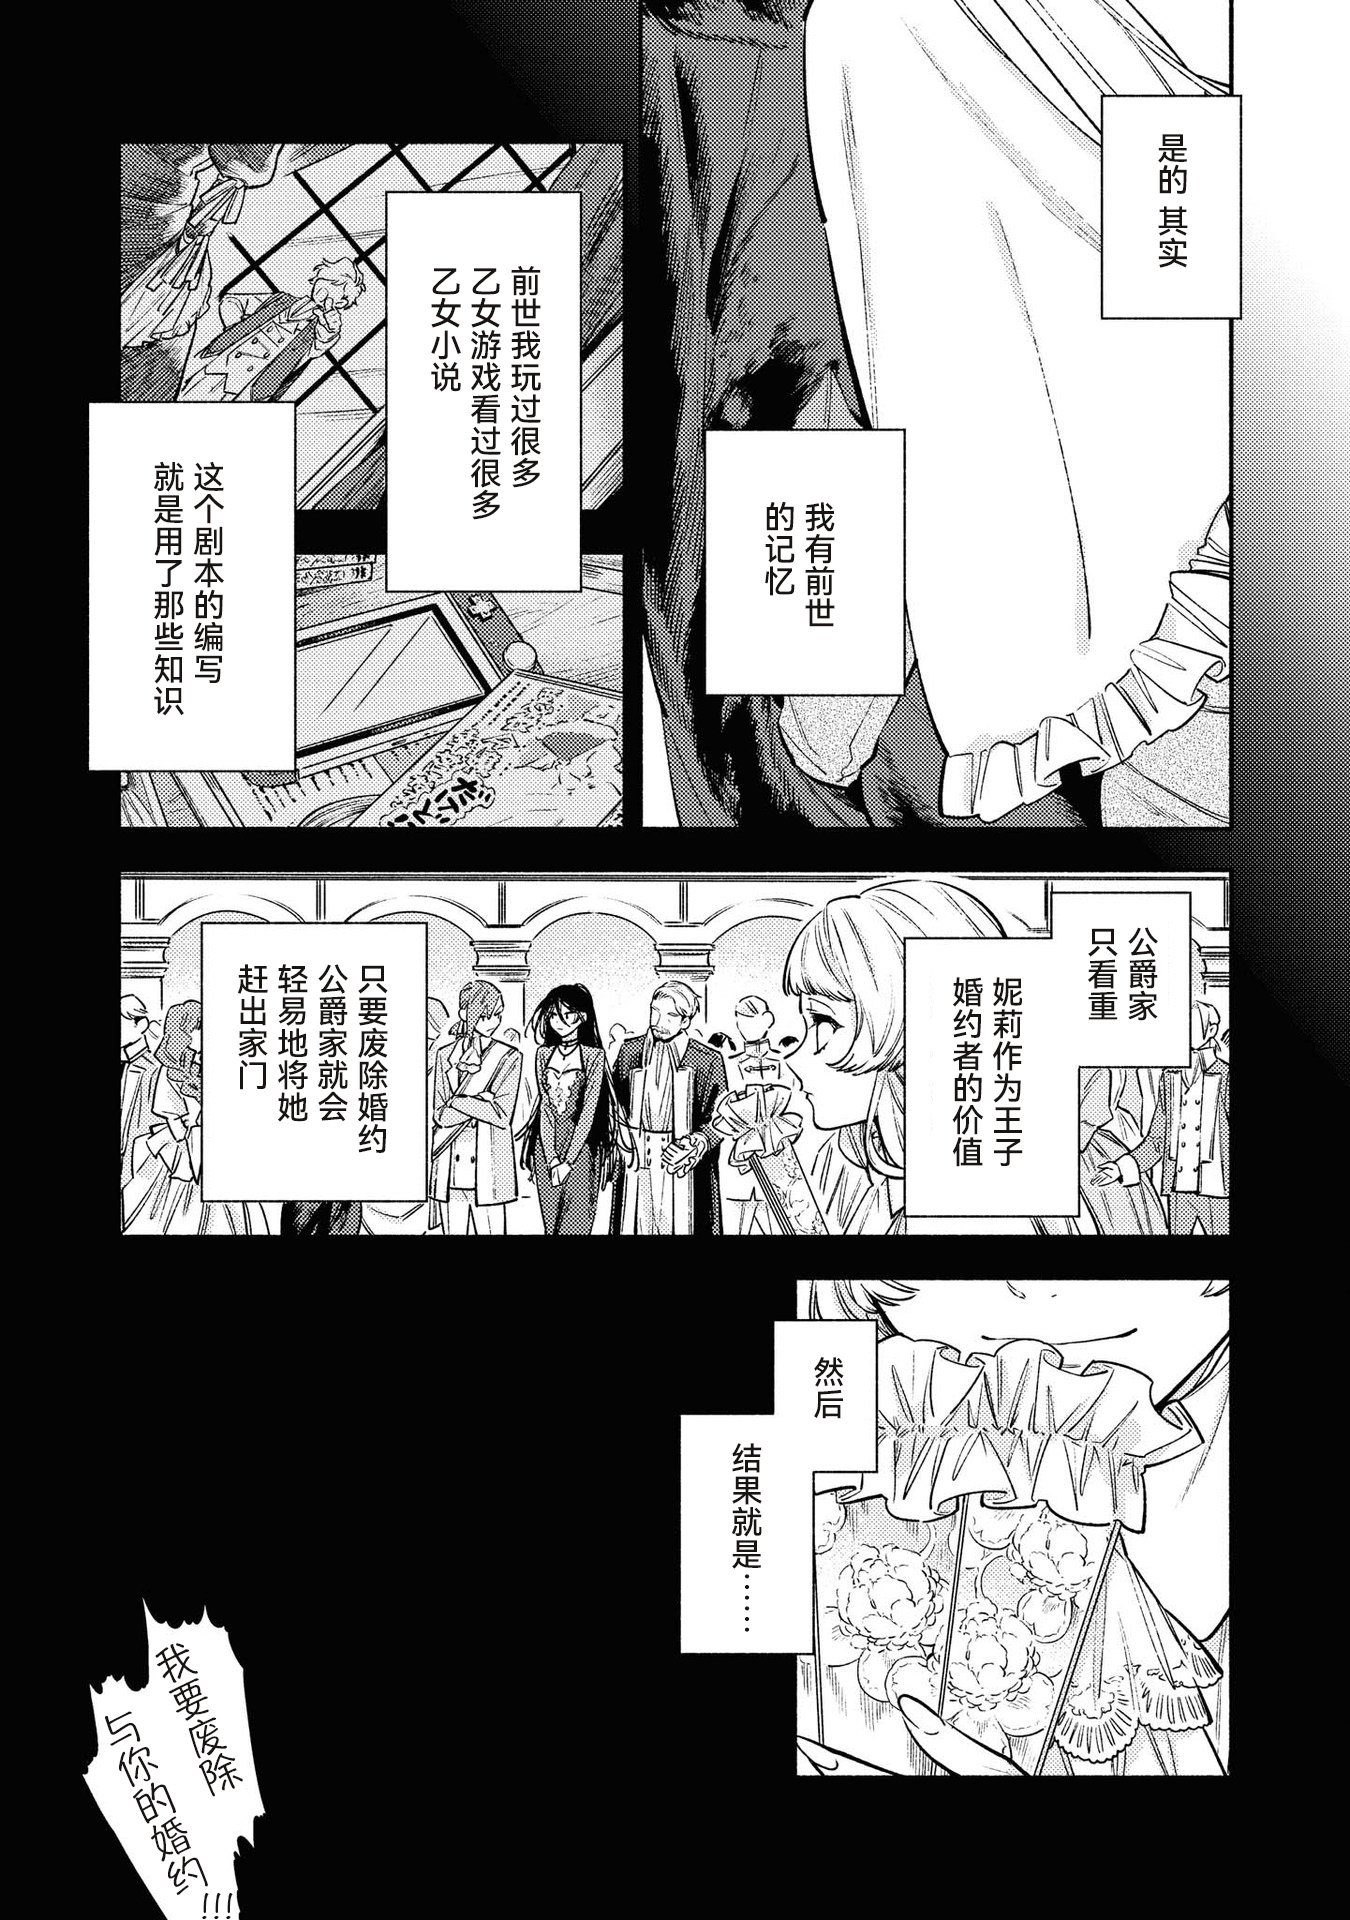 是的 其实
我有前世
的记忆
前世我玩过很多
乙女游戏看过很多
乙女小说
这个剧本的编写
就是用了那些知识
公爵家
只看重
妮莉作为王子
婚约者的价值
只要废除婚约
公爵家就会
轻易地将她
赶出家门
然后
结果就是……
我要废除
与你的婚约!!!